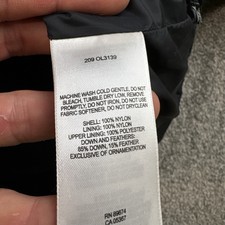 209 OL3133
MACHINE WASH COLD GENTLE, DO NOT
BLEACH, TUMBLE DRY LOW, REMOVE
PROMPTLY, DO NOT IRON, DO NOT USE
FABRIC SOFTENER, DO NOT DRYCLEAN
SHELL: 100% NYLON
LINING: 100% NYLON
UPPER LINING: 100% POLYESTER
DOWN AND FEATHERS:
85% DOWN, 15% FEATHER
EXCLUSIVE OF ORNAMENTATION
RN 89874
CA 05367